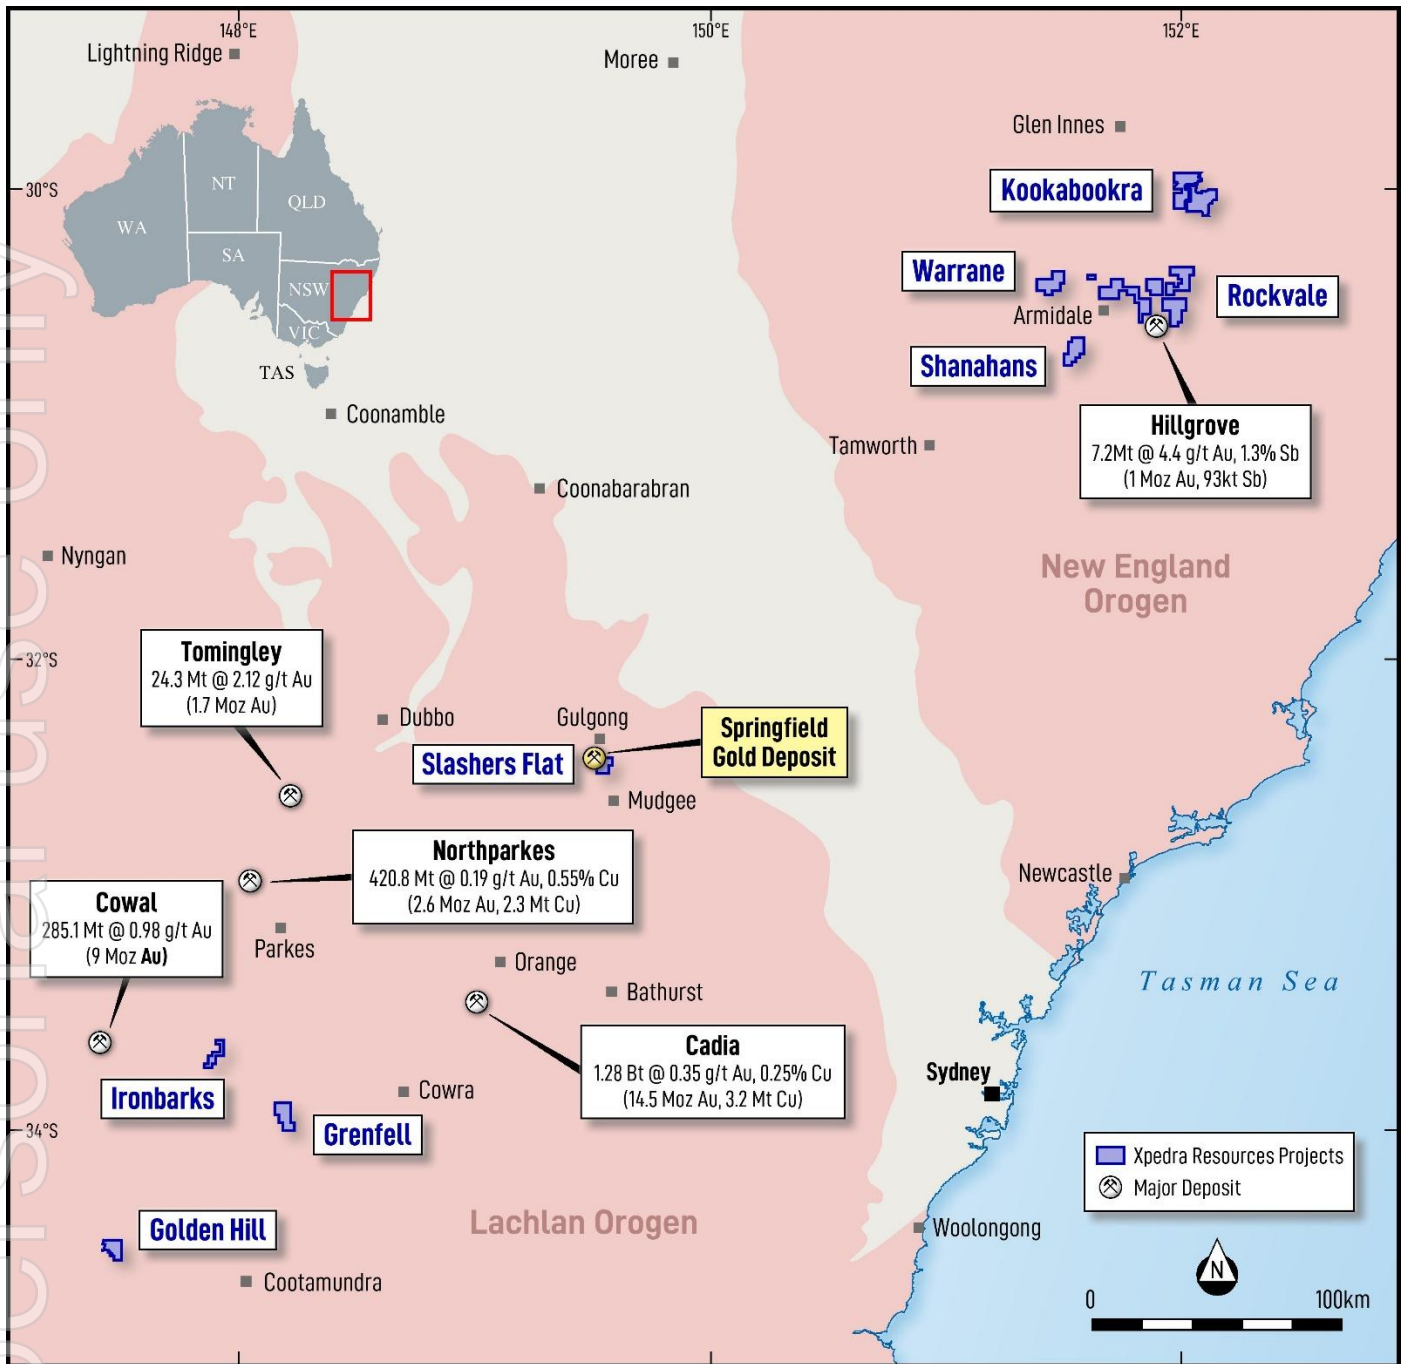 148°E
150°E
152°E
Lightning Ridge
Moree
Glen Innes
30°S
Kookabookra
NT
QLD
WA
SA
NSW
VIC
TAS
Warrane
Rockvale
Armidale
Shanahans
Coonamble
Hillgrove
7.2Mt @ 4.4 g/t Au, 1.3% Sb
(1 Moz Au, 93kt Sb)
Tamworth
Coonabarabran
Nyngan
New England
Orogen
32°S
Tomingley
24.3 Mt @ 2.12 g/t Au
(1.7 Moz Au)
Dubbo
Gulgong
Springfield
Gold Deposit
Slashers Flat
Mudgee
Northparkes
420.8 Mt @ 0.19 g/t Au, 0.55% Cu
(2.6 Moz Au, 2.3 Mt Cu)
Newcastle
Cowal
285.1 Mt @ 0.98 g/t Au
(9 Moz Au)
Parkes
Orange
Bathurst
Tasman Sea
Cadia
1.28 Bt @ 0.35 g/t Au, 0.25% Cu
(14.5 Moz Au, 3.2 Mt Cu)
Sydney
Ironbarks
Cowra
Grenfell
34°S
Xpedra Resources Projects
Major Deposit
Golden Hill
Lachlan Orogen
Woolongong
Cootamundra
N
0
100km
For personal use only